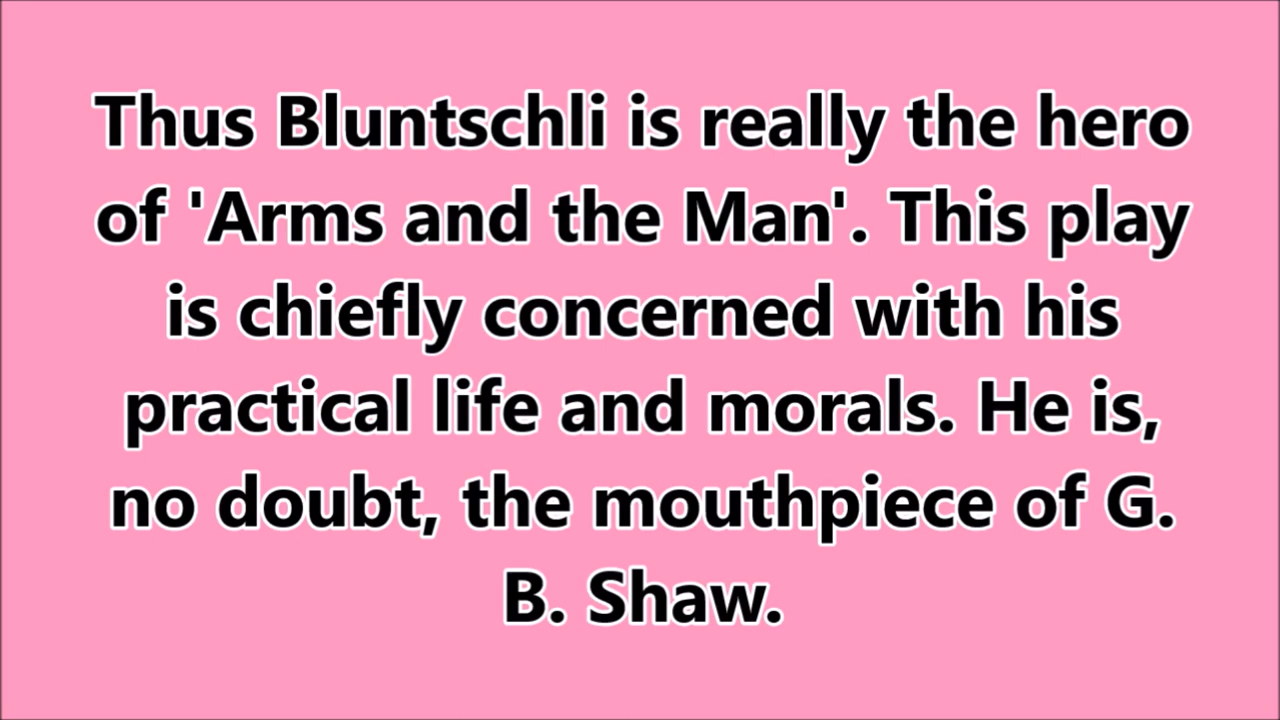 Thus Bluntschli is really the hero
of 'Arms and the Man'. This play
is chiefly concerned with his
practical life and morals. He is,
no doubt, the mouthpiece of G.
B. Shaw.